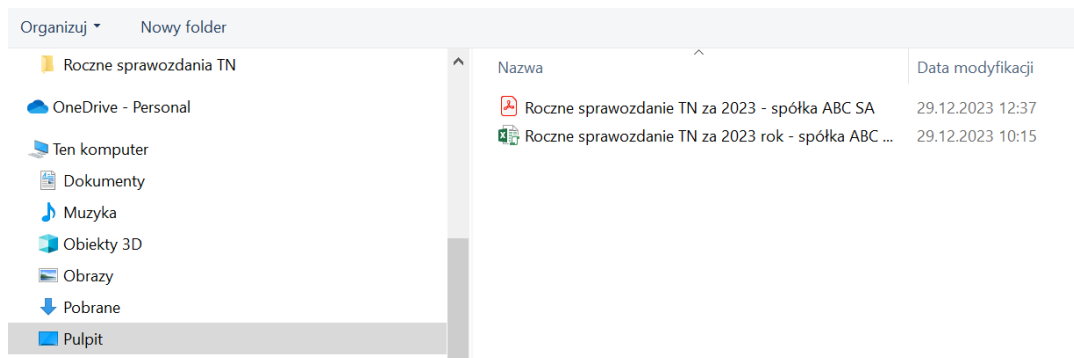 Organizuj Nowy folder
Roczne sprawozdania TN
OneDrive - Personal
Ten komputer
Dokumenty
Muzyka
Obiekty 3D
Obrazy
Pobrane
Pulpit
Nazwa Data modyfikacji
Roczne sprawozdanie TN za 2023 - spółka ABC SA 29.12.2023 12:37
Roczne sprawozdanie TN za 2023 rok - spółka ABC ... 29.12.2023 10:15